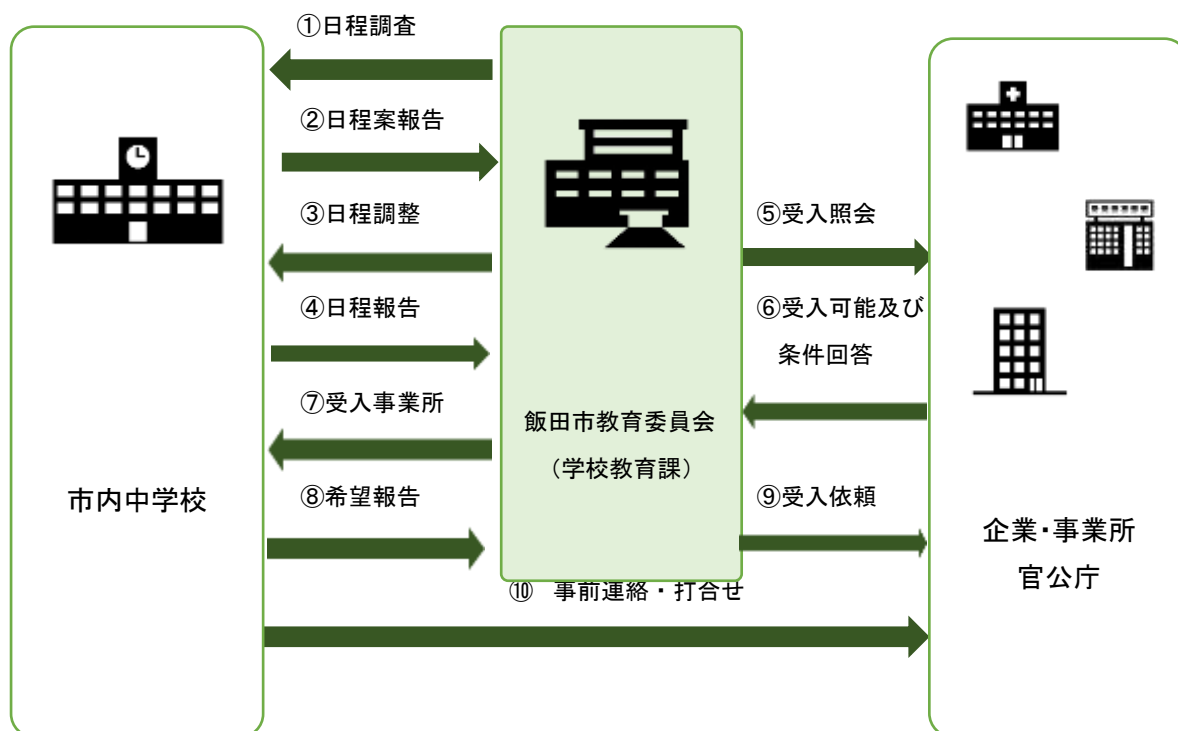 ①日程調査
②日程案報告
③日程調整
④日程報告
⑤受入照会
⑥受入可能及び
条件回答
⑦受入事業所
⑧希望報告
⑨受入依頼
⑩ 事前連絡・打合せ
市内中学校
飯田市教育委員会
（学校教育課）
企業・事業所
官公庁